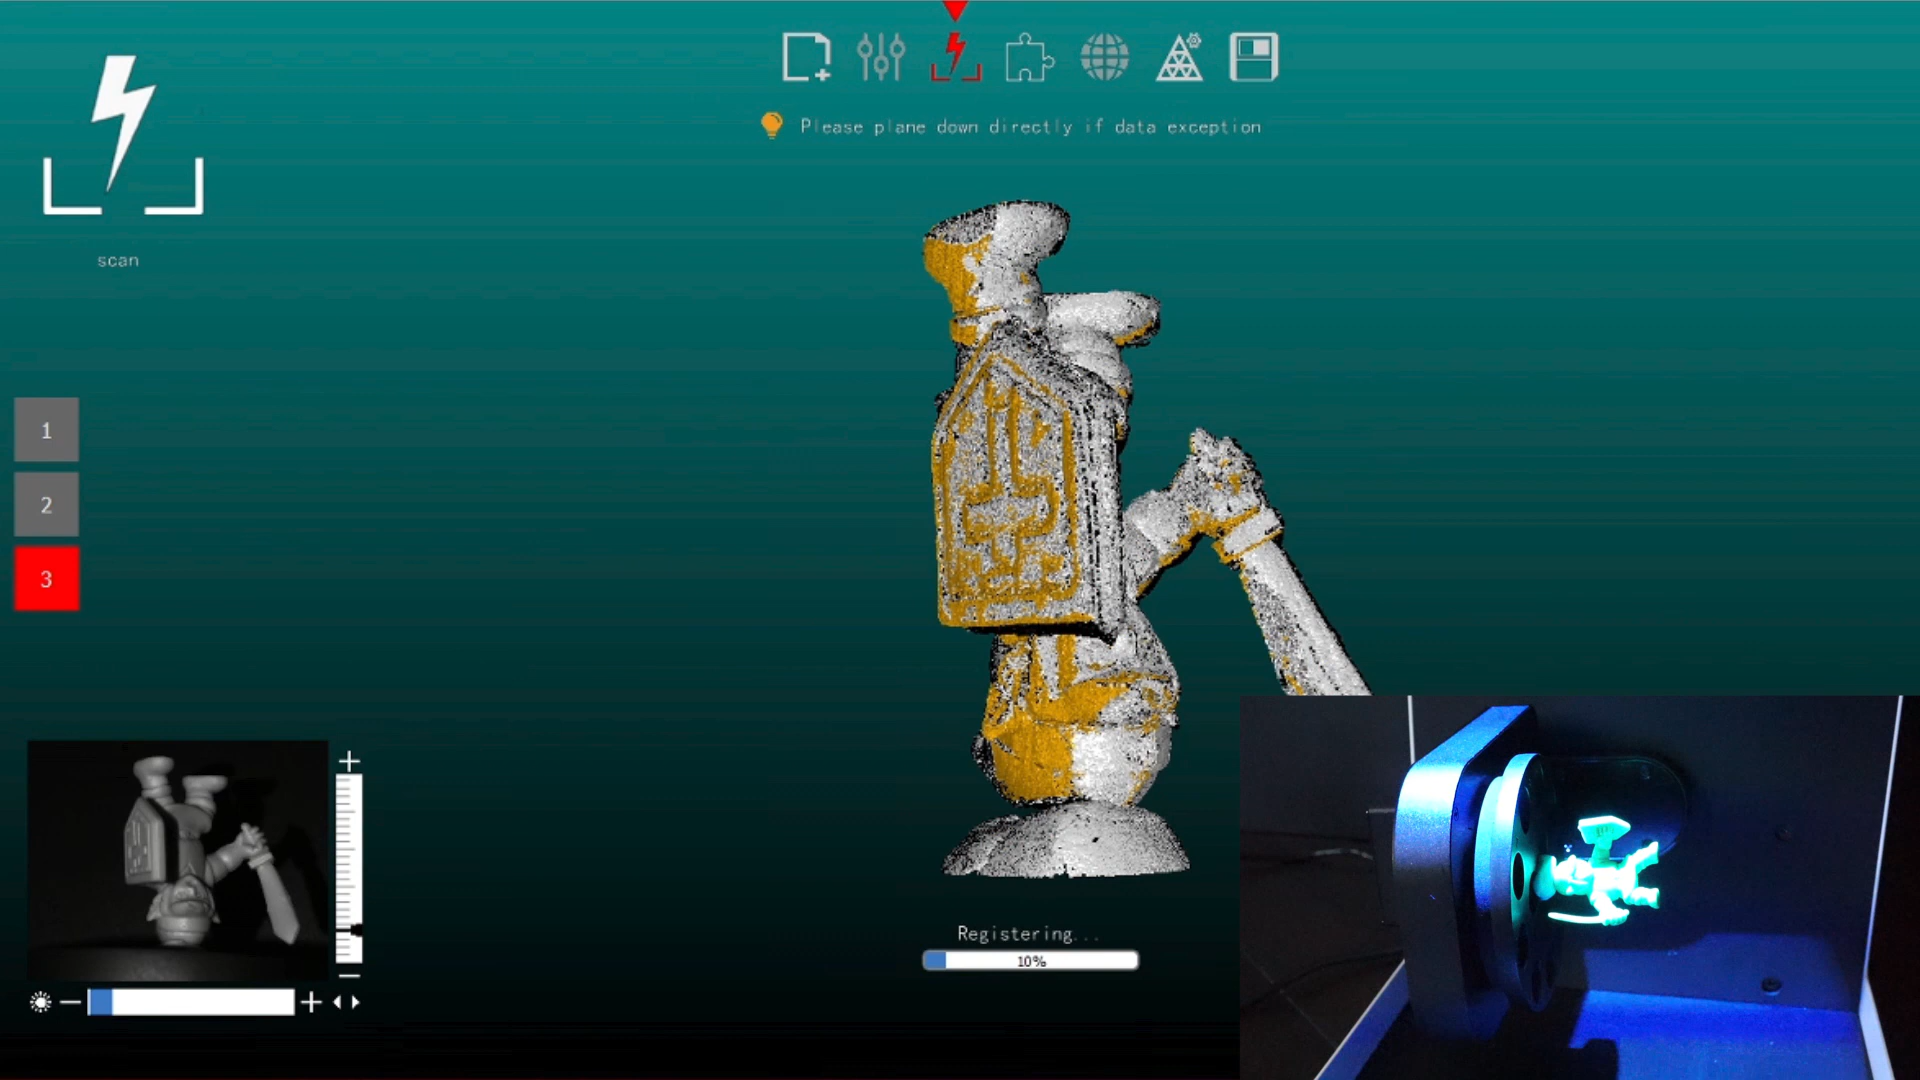 Please plane down directly if data exception
scan
1
2
3
Registering...
10%